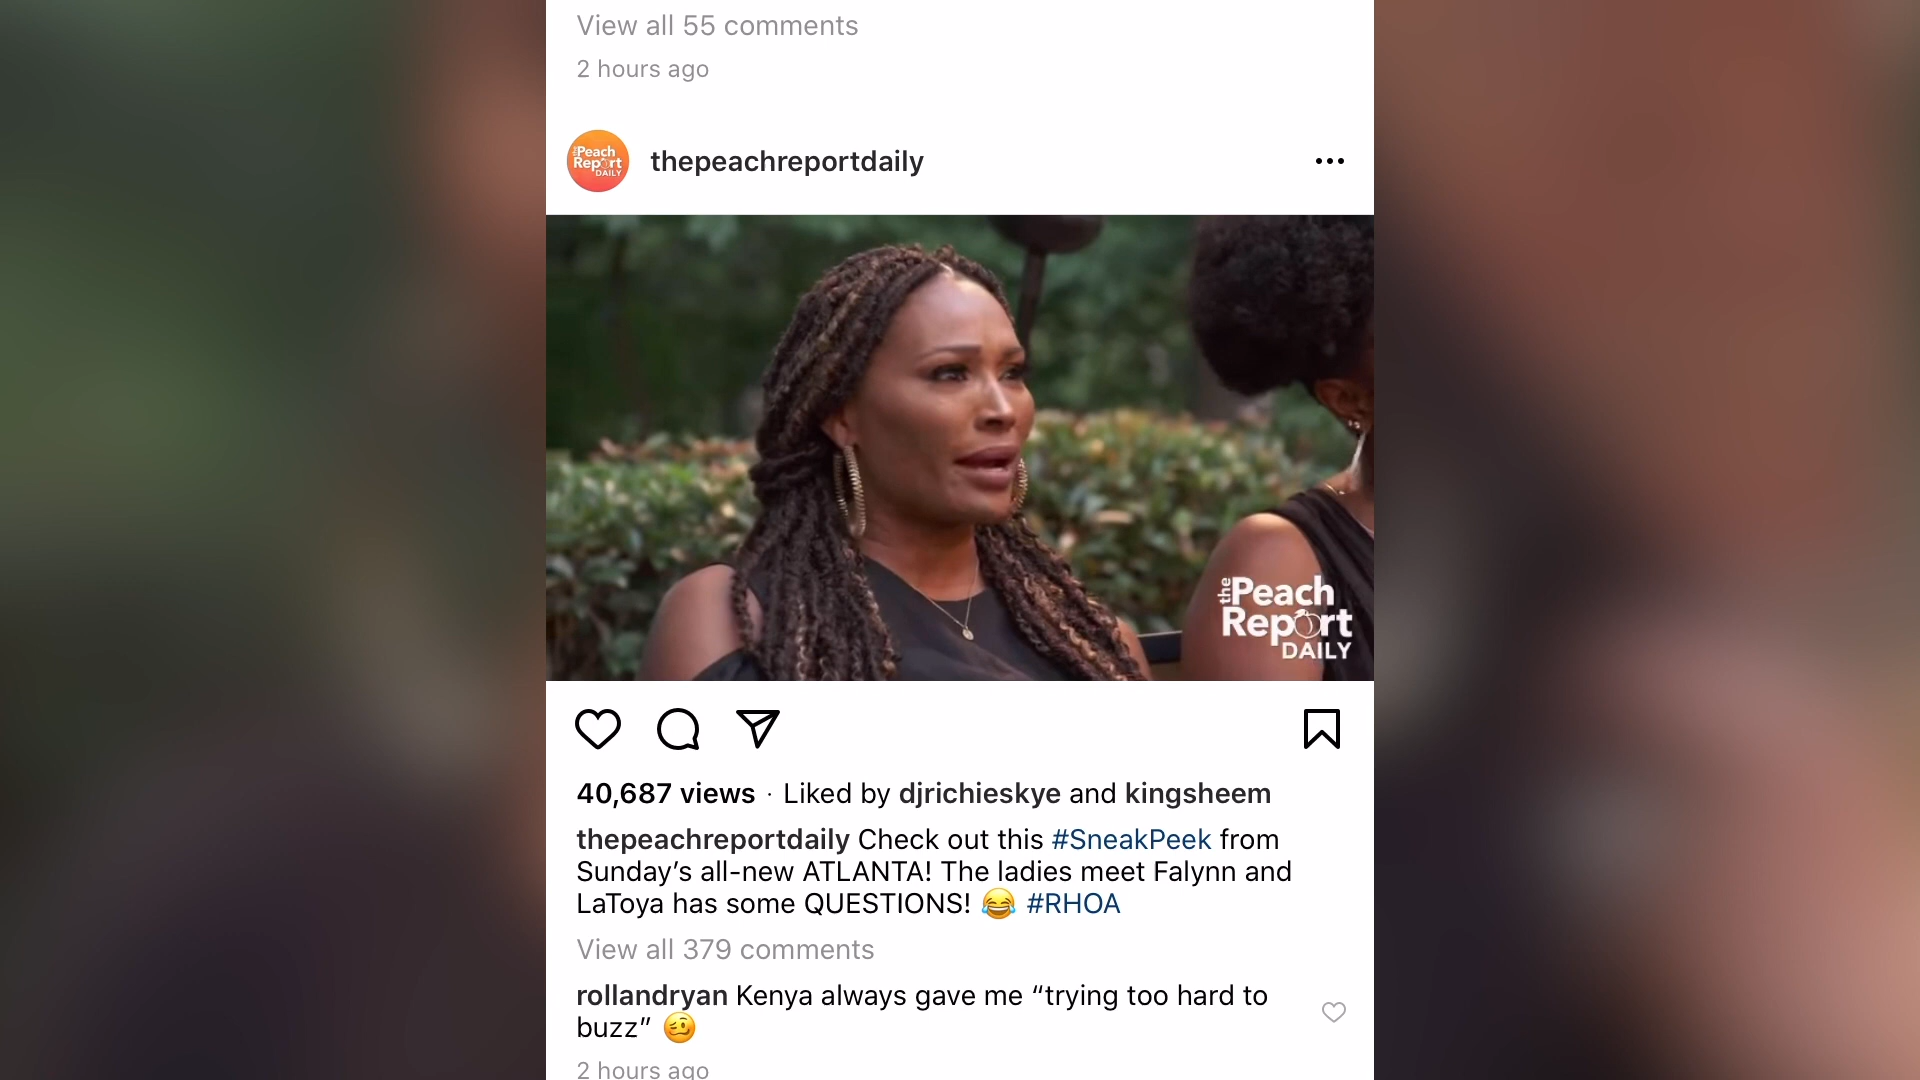 View all 55 comments
2 hours ago
the Peach Report DAILY
thepeachreportdaily
the Peach
Report
DAILY
40,687 views · Liked by djrichieskye and kingsheem
thepeachreportdaily Check out this #SneakPeek from
Sunday’s all-new ATLANTA! The ladies meet Falynn and
LaToya has some QUESTIONS! 😂 #RHOA
View all 379 comments
rollandryan Kenya always gave me “trying too hard to
buzz” 🥴
2 hours ago